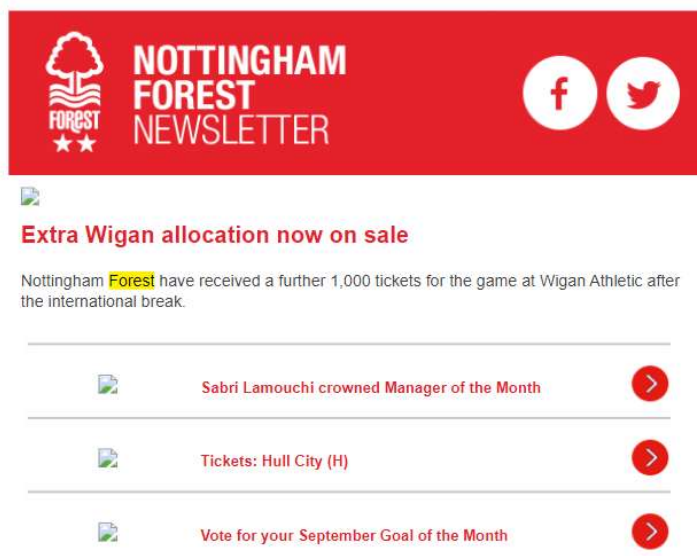 FOREST
NOTTINGHAM
FOREST
NEWSLETTER
f
Extra Wigan allocation now on sale
Nottingham Forest have received a further 1,000 tickets for the game at Wigan Athletic after
the international break.
Sabri Lamouchi crowned Manager of the Month
Tickets: Hull City (H)
Vote for your September Goal of the Month